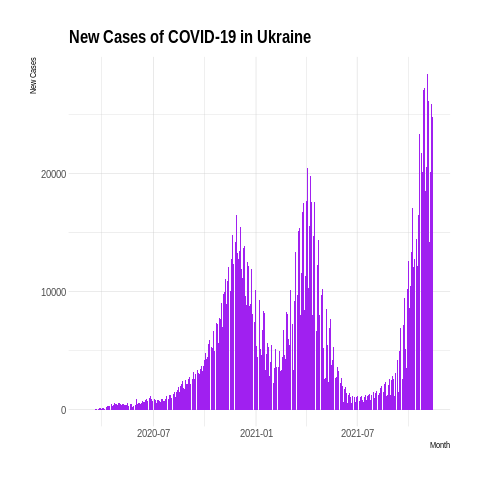 New Cases of COVID-19 in Ukraine
New Cases
20000
10000
0
2020-07
2021-01
2021-07
Month